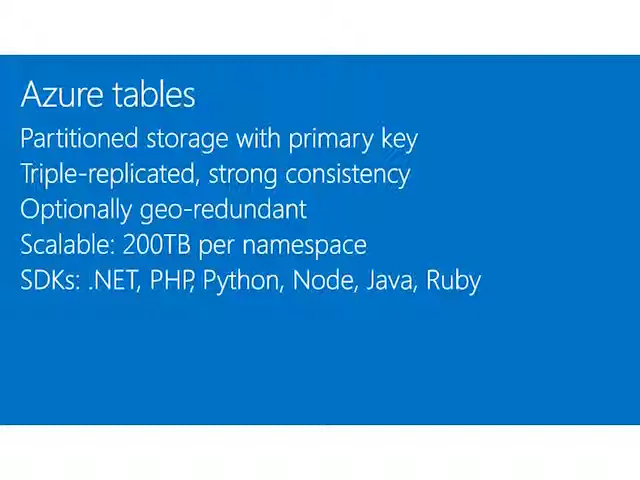 Azure tables
Partitioned storage with primary key
Triple-replicated, strong consistency
Optionally geo-redundant
Scalable: 200TB per namespace
SDKs: .NET, PHP, Python, Node, Java, Ruby